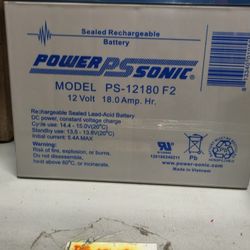 Sealed Rechargeable
Battery
POWER PS SONIC
MODEL PS-12180 F2
12 Volt 18.0 Amp. Hr.
Rechargeable Sealed Lead-Acid Battery
DC power, constant voltage charge
Cycle use: 14.4 - 15.0V(20°C)
Standby use: 13.5 - 13.8V(20°C)
Initial current: 5.4A MAX
WARNING
Risk of fire, explosion, or burns.
Do not disassemble,
heat above 60°C, or incinerate.
Pb
www.power-sonic.com
Made in Vietnam